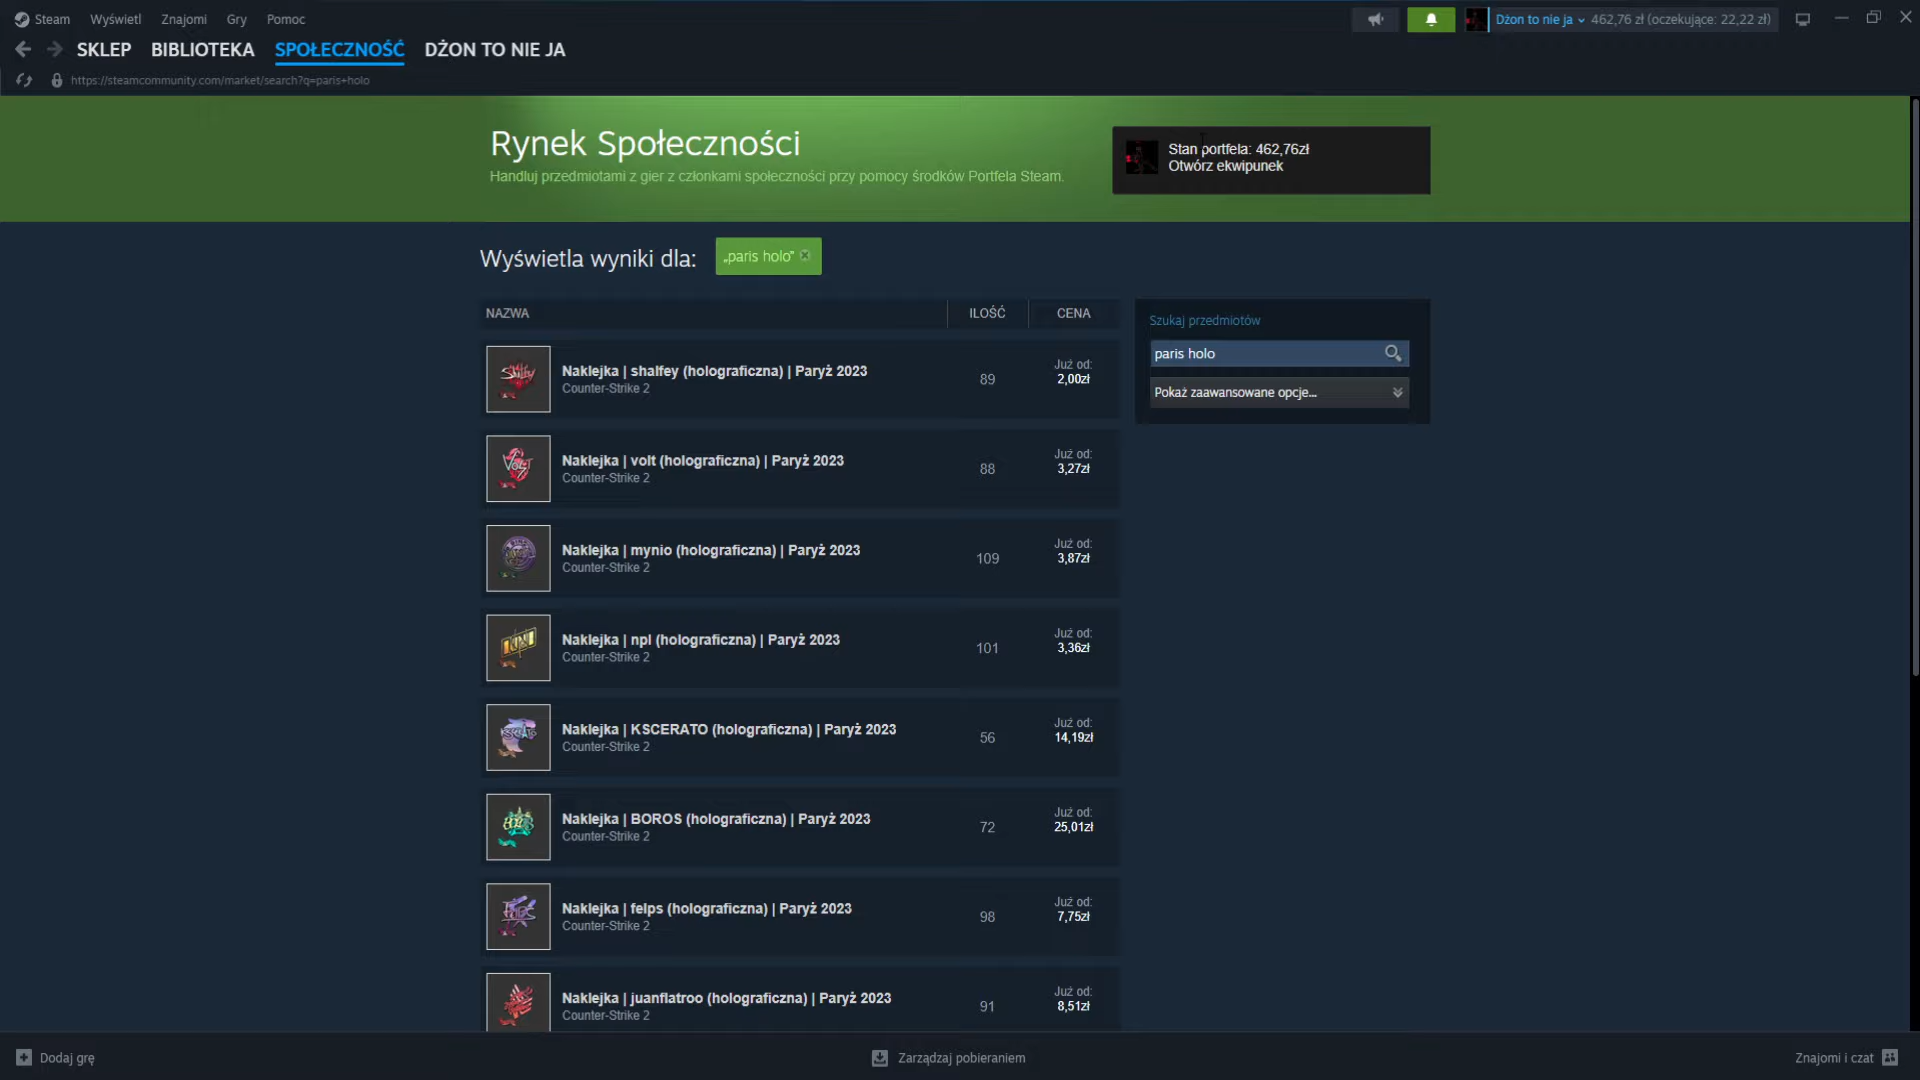 Steam Wyświetl Znajomi Gry Pomoc
Dżon to nie ja 462,76 zł (oczekujące: 22,22 zł)
SKLEP BIBLIOTEKA SPOŁECZNOŚĆ DŻON TO NIE JA
https://steamcommunity.com/market/search?q=paris+holo
Rynek Społeczności
Handluj przedmiotami z gier z członkami społeczności przy pomocy środków Portfela Steam.
Stan portfela: 462,76zł
Otwórz ekwipunek
Wyświetla wyniki dla: „paris holo”
NAZWA ILOŚĆ CENA
Naklejka | shalfey (holograficzna) | Paryż 2023
Counter-Strike 2
89
Już od:
2,00zł
Naklejka | volt (holograficzna) | Paryż 2023
Counter-Strike 2
88
Już od:
3,27zł
Naklejka | mynio (holograficzna) | Paryż 2023
Counter-Strike 2
109
Już od:
3,87zł
Naklejka | npl (holograficzna) | Paryż 2023
Counter-Strike 2
101
Już od:
3,36zł
Naklejka | KSCERATO (holograficzna) | Paryż 2023
Counter-Strike 2
56
Już od:
14,19zł
Naklejka | BOROS (holograficzna) | Paryż 2023
Counter-Strike 2
72
Już od:
25,01zł
Naklejka | felps (holograficzna) | Paryż 2023
Counter-Strike 2
98
Już od:
7,75zł
Naklejka | juanflatroo (holograficzna) | Paryż 2023
Counter-Strike 2
91
Już od:
8,51zł
Szukaj przedmiotów
paris holo
Pokaż zaawansowane opcje...
Dodaj grę
Zarządzaj pobieraniem
Znajomi i czat